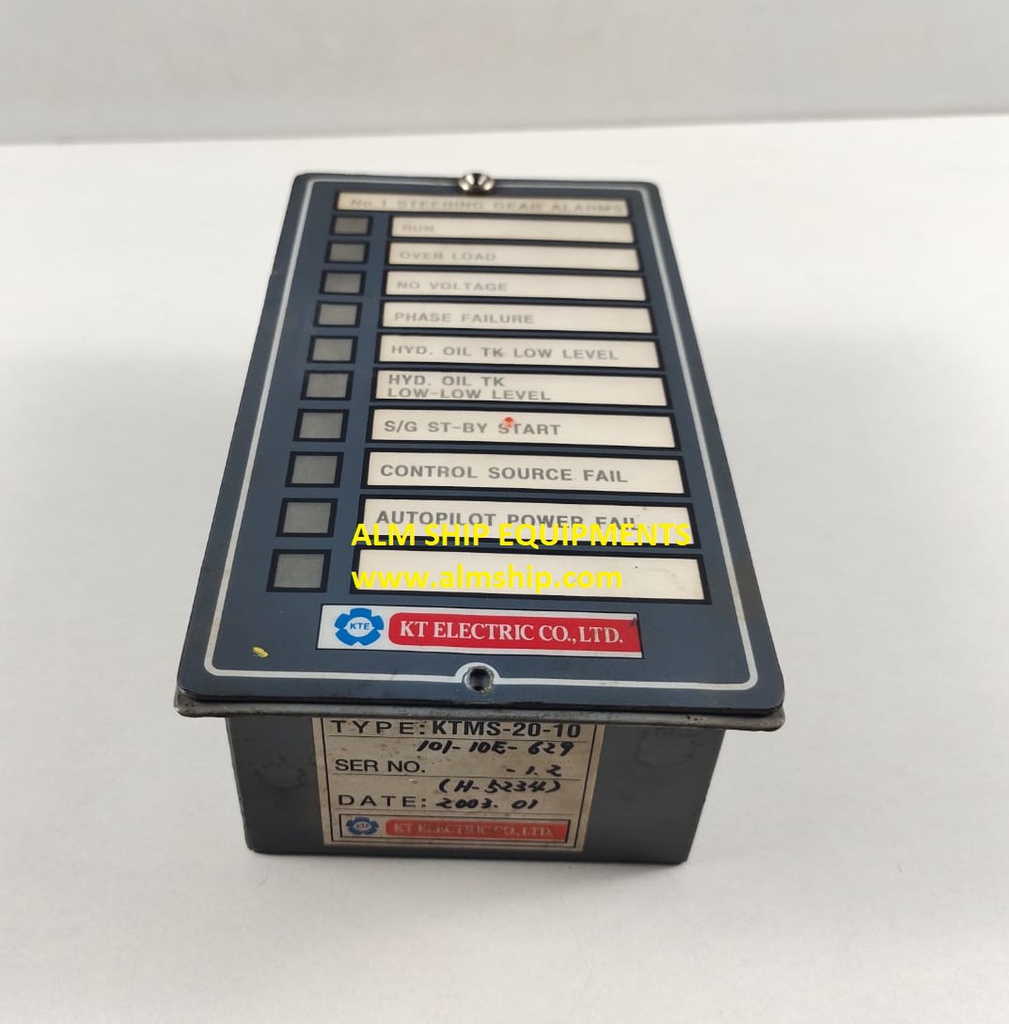 No.1 STEERING GEAR ALARMS
RUN
OVER LOAD
NO VOLTAGE
PHASE FAILURE
HYD. OIL TK LOW LEVEL
HYD. OIL TK
LOW-LOW LEVEL
S/G ST-BY START
CONTROL SOURCE FAIL
AUTOPILOT POWER FAIL
ALM SHIP EQUIPMENTS
www.almship.com
KTE KT ELECTRIC CO.,LTD.
TYPE: KTMS-20-10
101-10E-629
SER NO. -1.2
(H-5234)
DATE: 2003. 01
KTE KT ELECTRIC CO.,LTD.